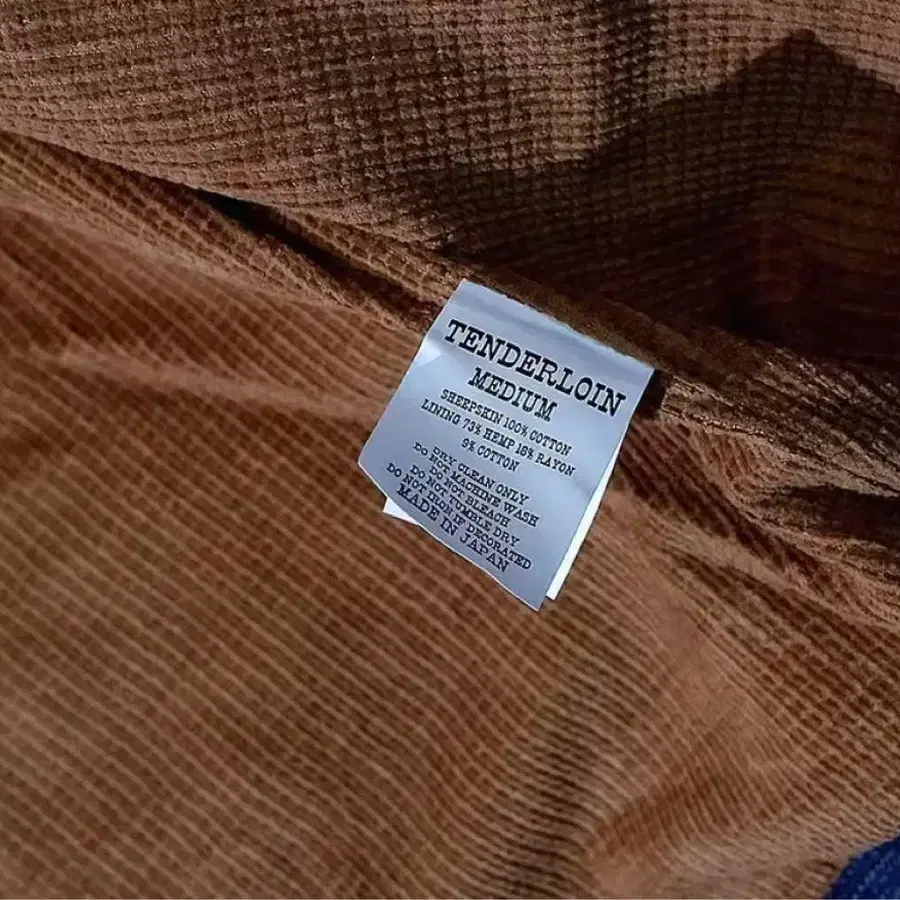 TENDERLOIN
MEDIUM
SHEEPSKIN 100% COTTON
LINING 73% HEMP 18% RAYON
9% COTTON
DRY CLEAN ONLY
DO NOT MACHINE WASH
DO NOT BLEACH
DO NOT TUMBLE DRY
DO NOT IRON IF DECORATED
MADE IN JAPAN